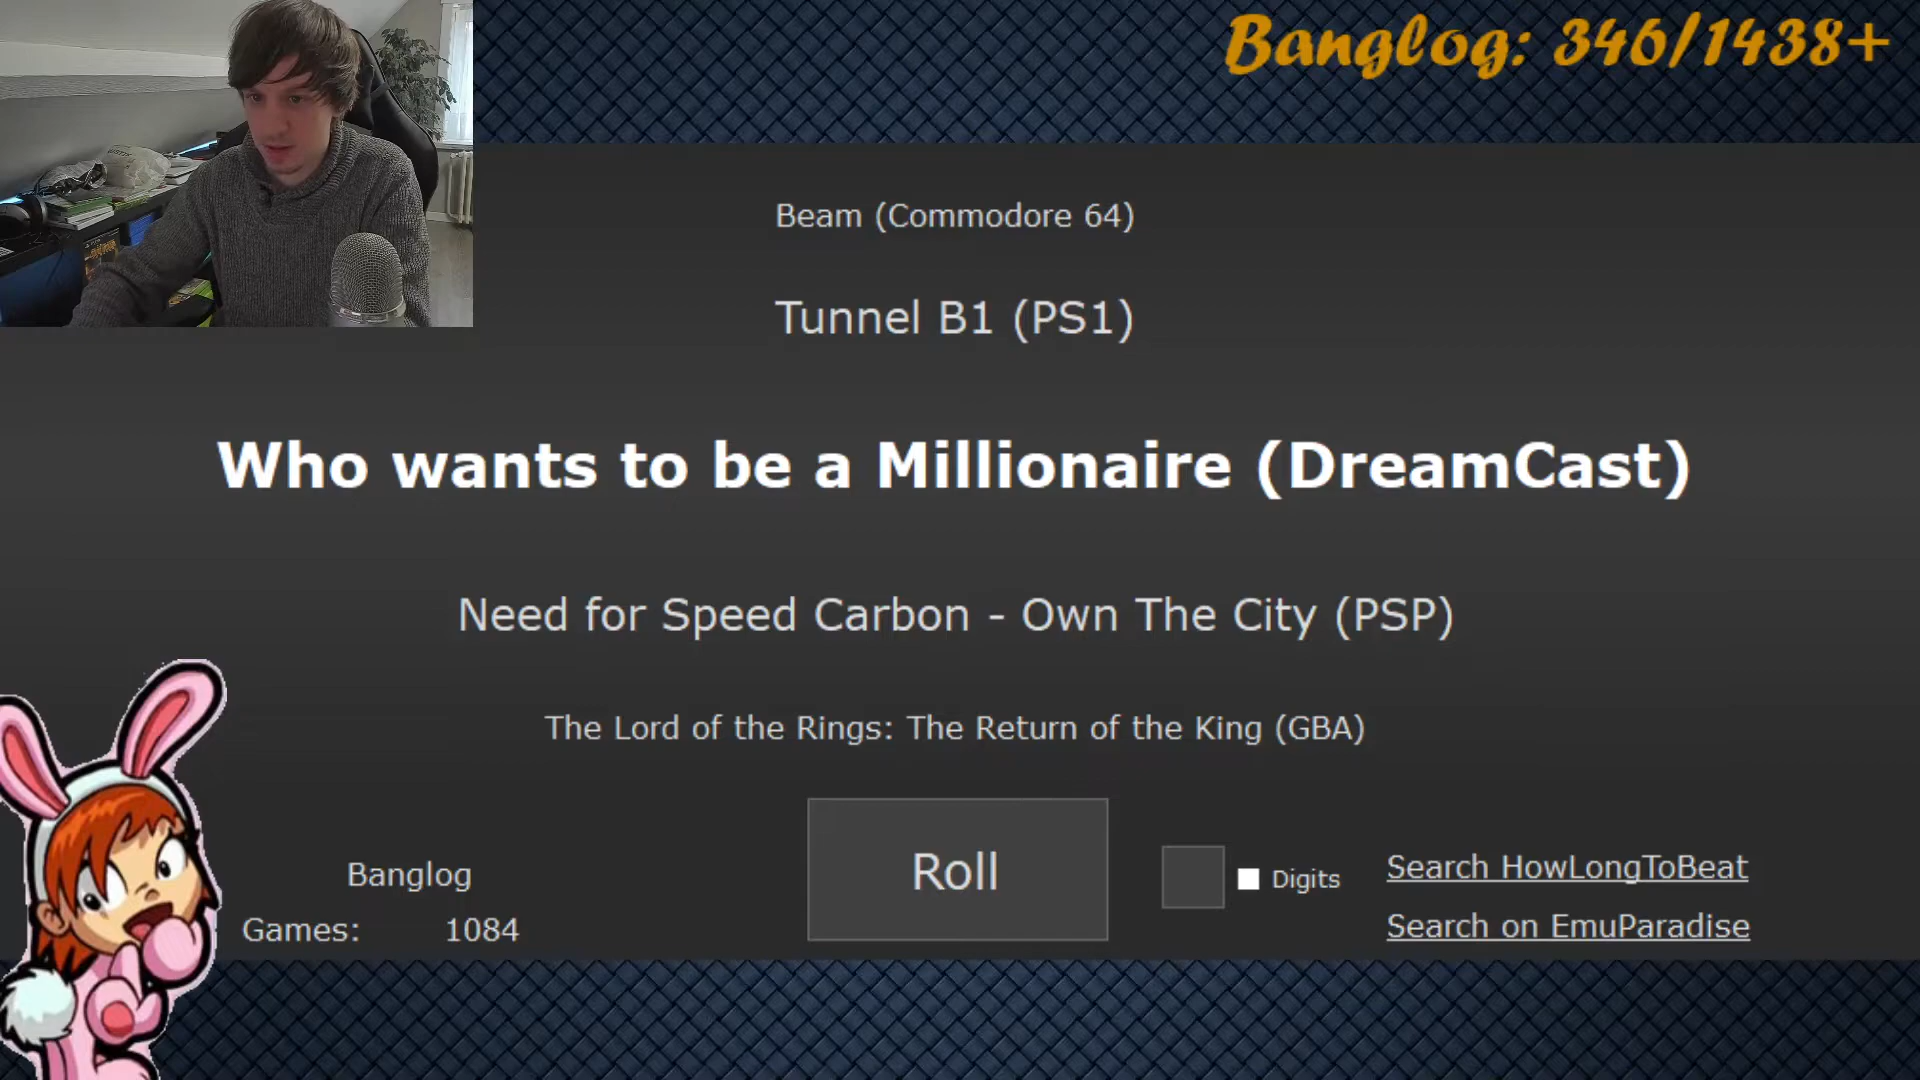 Banglog: 346/1438+
Beam (Commodore 64)
Tunnel B1 (PS1)
Who wants to be a Millionaire (DreamCast)
Need for Speed Carbon - Own The City (PSP)
The Lord of the Rings: The Return of the King (GBA)
Banglog
Games: 1084
Roll
Digits
Search HowLongToBeat
Search on EmuParadise